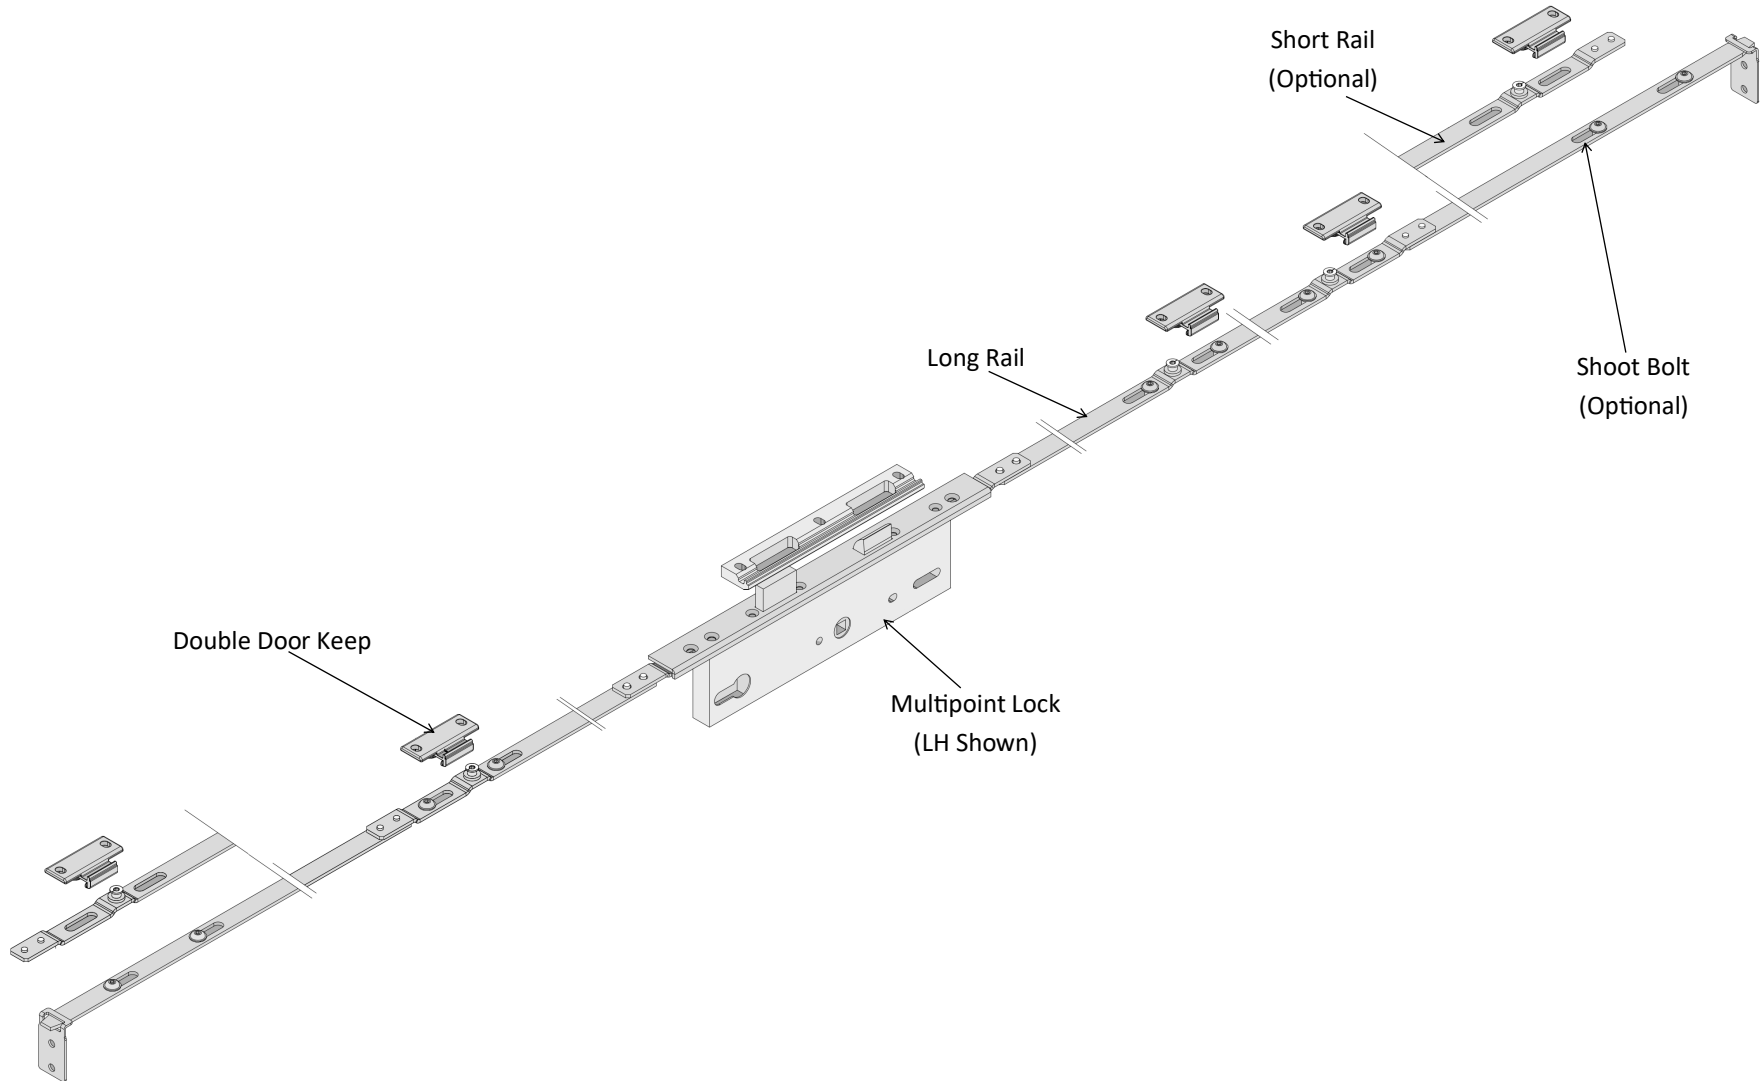 Short Rail
(Optional)
Long Rail
Shoot Bolt
(Optional)
Double Door Keep
Multipoint Lock
(LH Shown)